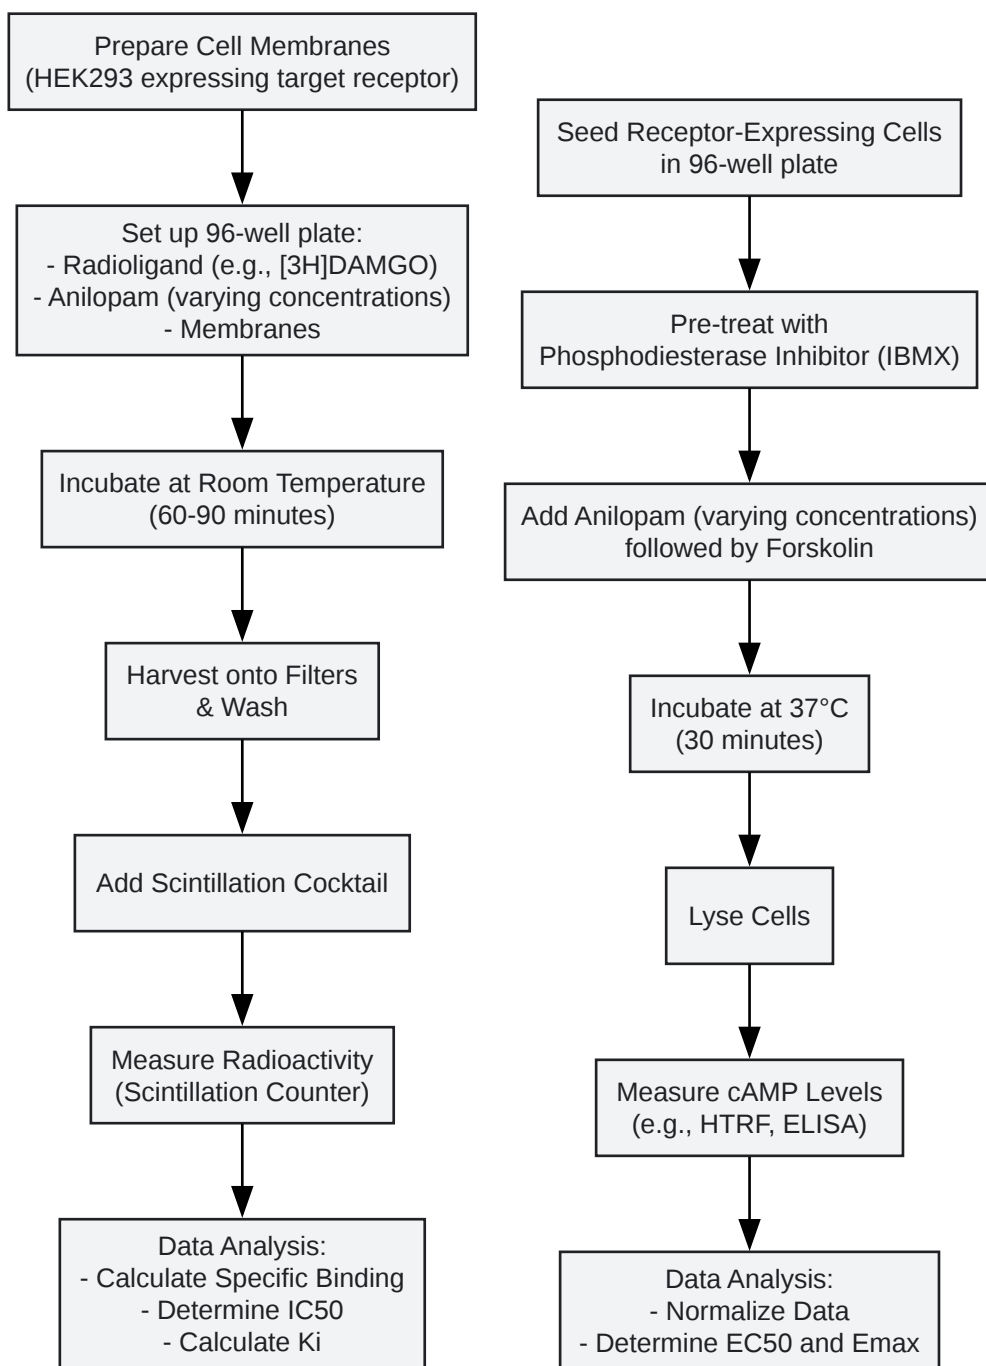 Prepare Cell Membranes
(HEK293 expressing target receptor)
Set up 96-well plate:
- Radioligand (e.g., [3H]DAMGO)
- Anilopam (varying concentrations)
- Membranes
Incubate at Room Temperature
(60-90 minutes)
Harvest onto Filters
& Wash
Add Scintillation Cocktail
Measure Radioactivity
(Scintillation Counter)
Data Analysis:
- Calculate Specific Binding
- Determine IC50
- Calculate Ki
Seed Receptor-Expressing Cells
in 96-well plate
Pre-treat with
Phosphodiesterase Inhibitor (IBMX)
Add Anilopam (varying concentrations)
followed by Forskolin
Incubate at 37°C
(30 minutes)
Lyse Cells
Measure cAMP Levels
(e.g., HTRF, ELISA)
Data Analysis:
- Normalize Data
- Determine EC50 and Emax